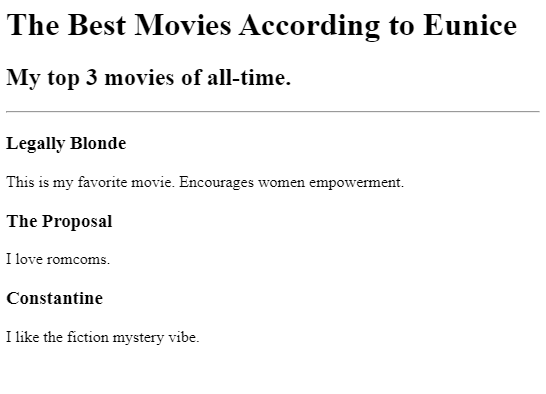 The Best Movies According to Eunice
My top 3 movies of all-time.
Legally Blonde
This is my favorite movie. Encourages women empowerment.
The Proposal
I love romcoms.
Constantine
I like the fiction mystery vibe.